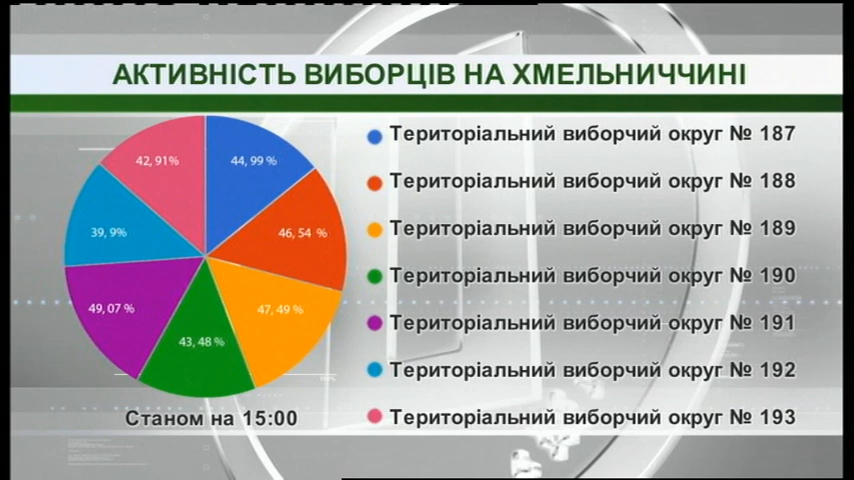 АКТИВНІСТЬ ВИБОРЦІВ НА ХМЕЛЬНИЧЧИНІ
42, 91%
44, 99 %
39, 9%
46, 54 %
49, 07 %
47, 49 %
43, 48 %
Станом на 15:00
Територіальний виборчий округ № 187
Територіальний виборчий округ № 188
Територіальний виборчий округ № 189
Територіальний виборчий округ № 190
Територіальний виборчий округ № 191
Територіальний виборчий округ № 192
Територіальний виборчий округ № 193